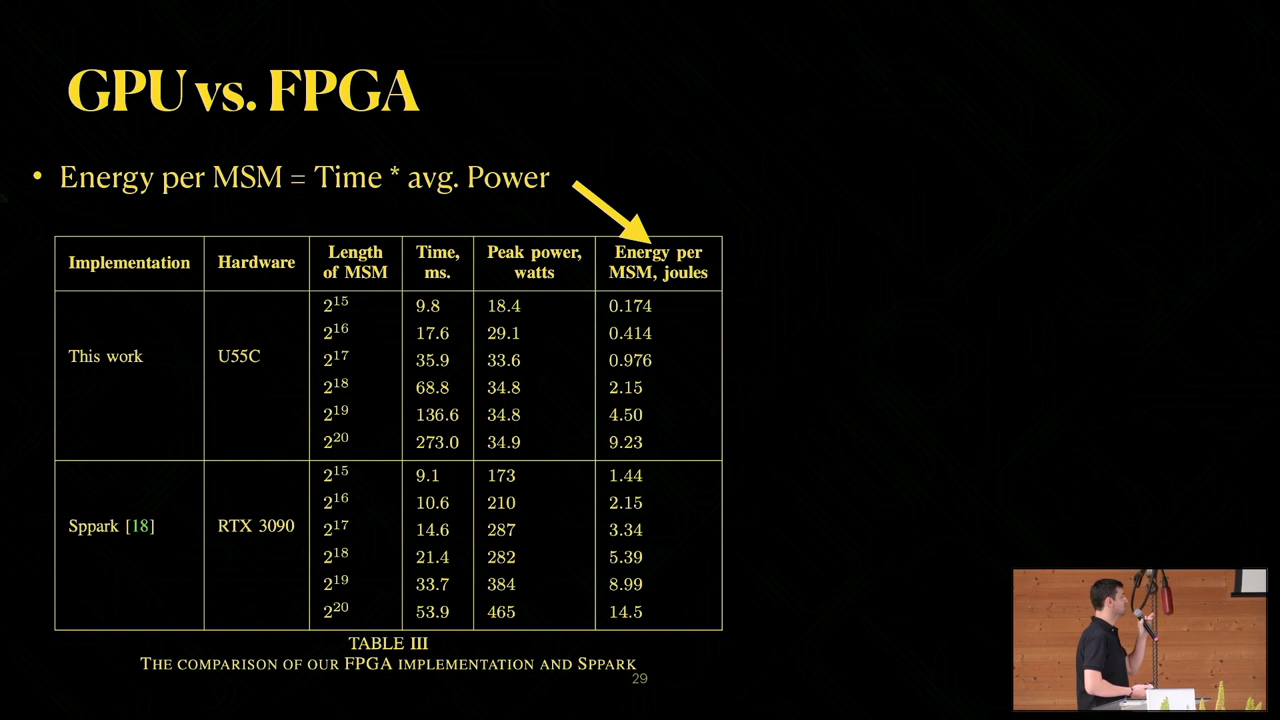 GPU vs. FPGA
• Energy per MSM = Time * avg. Power
Implementation Hardware Length of MSM Time, ms. Peak power, watts Energy per MSM, joules
This work U55C
2^15 9.8 18.4 0.174
2^16 17.6 29.1 0.414
2^17 35.9 33.6 0.976
2^18 68.8 34.8 2.15
2^19 136.6 34.8 4.50
2^20 273.0 34.9 9.23
Sppark [18] RTX 3090
2^15 9.1 173 1.44
2^16 10.6 210 2.15
2^17 14.6 287 3.34
2^18 21.4 282 5.39
2^19 33.7 384 8.99
2^20 53.9 465 14.5
TABLE III
THE COMPARISON OF OUR FPGA IMPLEMENTATION AND SPPARK
29